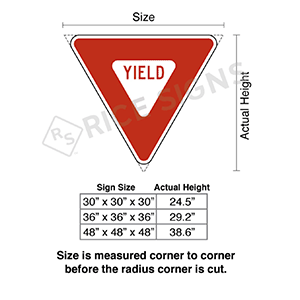 Size
YIELD
Actual Height
RS RICE SIGNS
Sign Size Actual Height
30" x 30" x 30" 24.5"
36" x 36" x 36" 29.2"
48" x 48" x 48" 38.6"
Size is measured corner to corner
before the radius corner is cut.